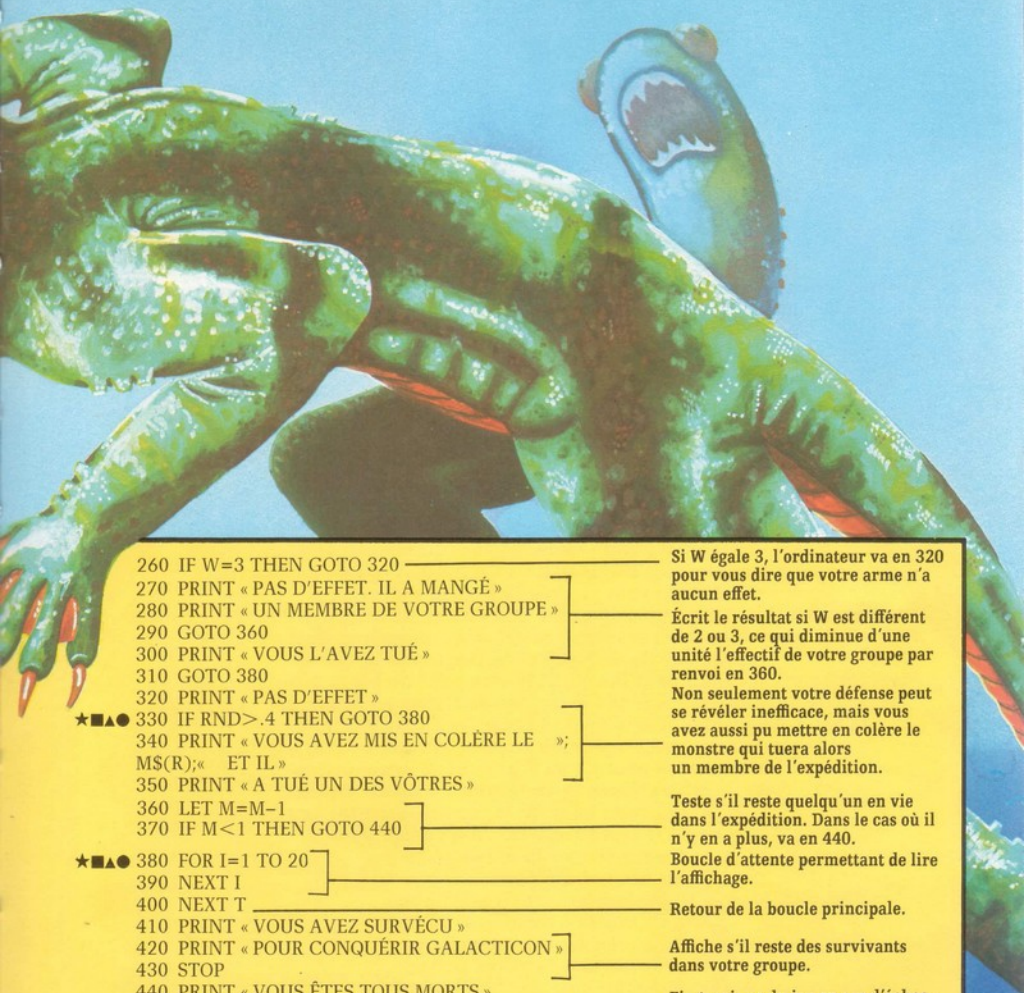 260 IF W=3 THEN GOTO 320
270 PRINT « PAS D'EFFET. IL A MANGÉ »
280 PRINT « UN MEMBRE DE VOTRE GROUPE »
290 GOTO 360
300 PRINT « VOUS L'AVEZ TUÉ »
310 GOTO 380
320 PRINT « PAS D'EFFET »
★■▲● 330 IF RND>.4 THEN GOTO 380
340 PRINT « VOUS AVEZ MIS EN COLÈRE LE »;
M$(R);« ET IL »
350 PRINT « A TUÉ UN DES VÔTRES »
360 LET M=M–1
370 IF M<1 THEN GOTO 440
★■▲● 380 FOR I=1 TO 20
390 NEXT I
400 NEXT T
410 PRINT « VOUS AVEZ SURVÉCU »
420 PRINT « POUR CONQUÉRIR GALACTICON »
430 STOP
440 PRINT « VOUS ÊTES TOUS MORTS »
Si W égale 3, l'ordinateur va en 320
pour vous dire que votre arme n'a
aucun effet.
Écrit le résultat si W est différent
de 2 ou 3, ce qui diminue d'une
unité l'effectif de votre groupe par
renvoi en 360.
Non seulement votre défense peut
se révéler inefficace, mais vous
avez aussi pu mettre en colère le
monstre qui tuera alors
un membre de l'expédition.
Teste s'il reste quelqu'un en vie
dans l'expédition. Dans le cas où il
n'y en a plus, va en 440.
Boucle d'attente permettant de lire
l'affichage.
Retour de la boucle principale.
Affiche s'il reste des survivants
dans votre groupe.